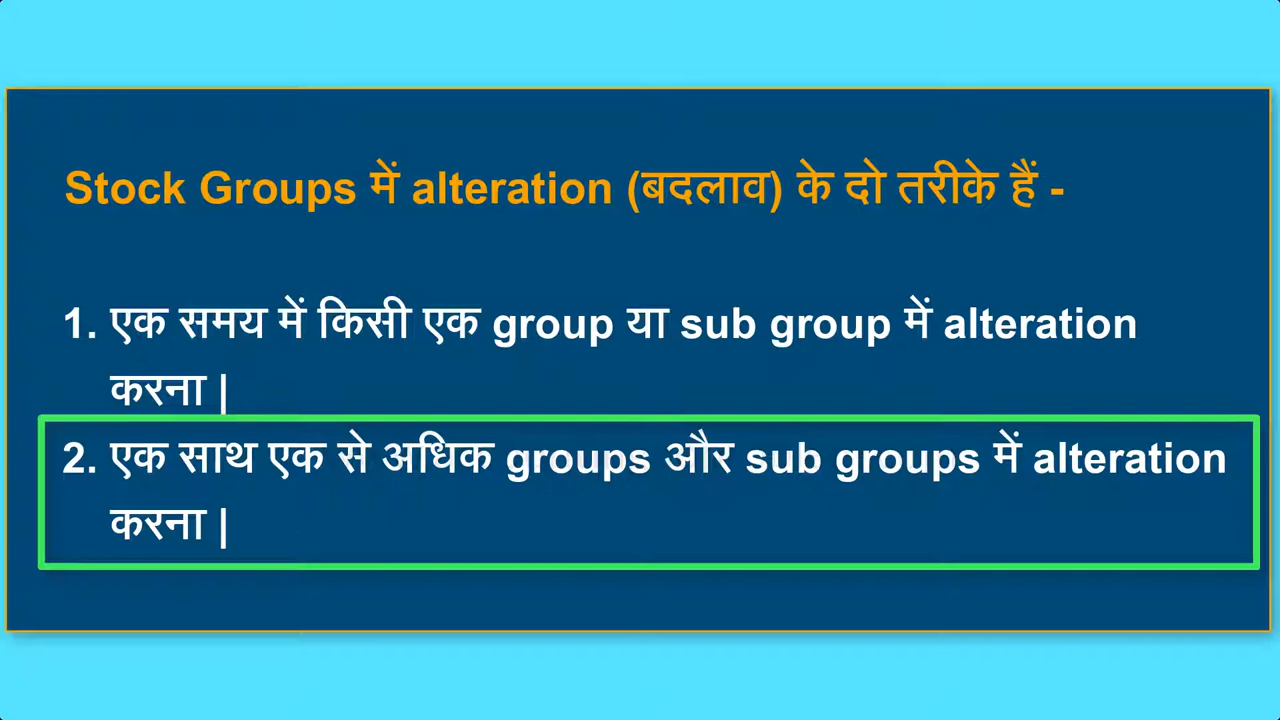 Stock Groups में alteration (बदलाव) के दो तरीके हैं -
1. एक समय में किसी एक group या sub group में alteration
करना |
2. एक साथ एक से अधिक groups और sub groups में alteration
करना |